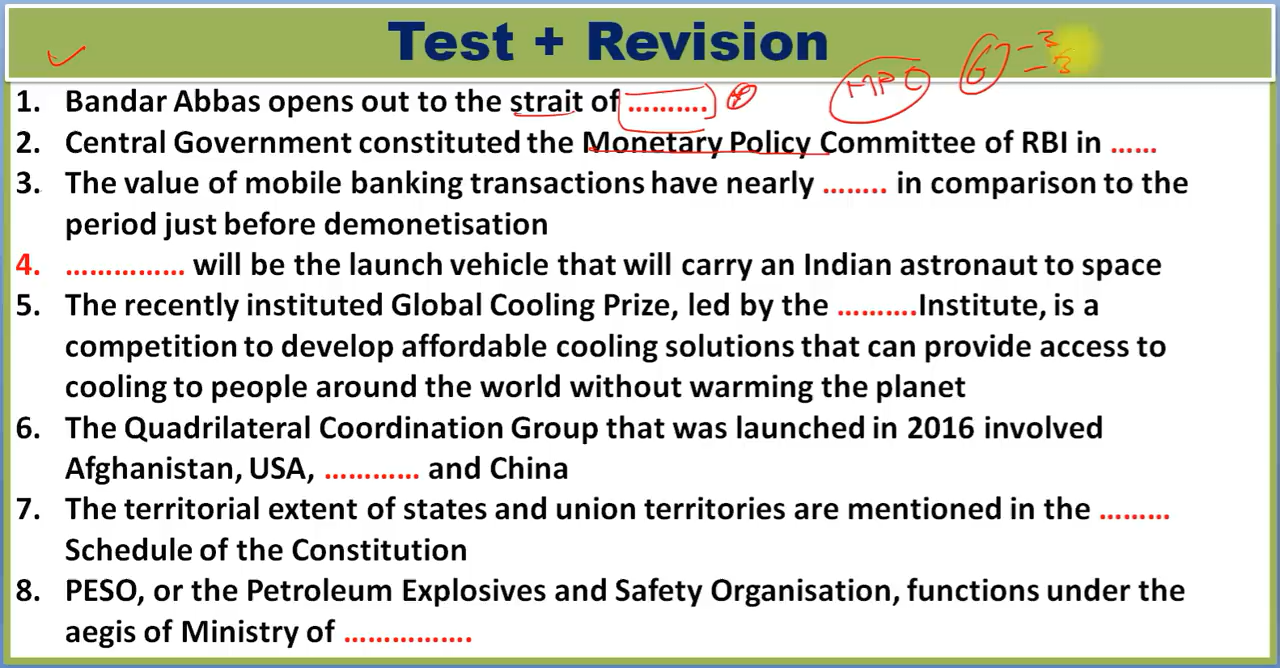 Test + Revision
MPC 6 - 3
- 3
1. Bandar Abbas opens out to the strait of ..........
2. Central Government constituted the Monetary Policy Committee of RBI in ......
3. The value of mobile banking transactions have nearly ........ in comparison to the
period just before demonetisation
4. ............... will be the launch vehicle that will carry an Indian astronaut to space
5. The recently instituted Global Cooling Prize, led by the ..........Institute, is a
competition to develop affordable cooling solutions that can provide access to
cooling to people around the world without warming the planet
6. The Quadrilateral Coordination Group that was launched in 2016 involved
Afghanistan, USA, ............ and China
7. The territorial extent of states and union territories are mentioned in the .........
Schedule of the Constitution
8. PESO, or the Petroleum Explosives and Safety Organisation, functions under the
aegis of Ministry of ................